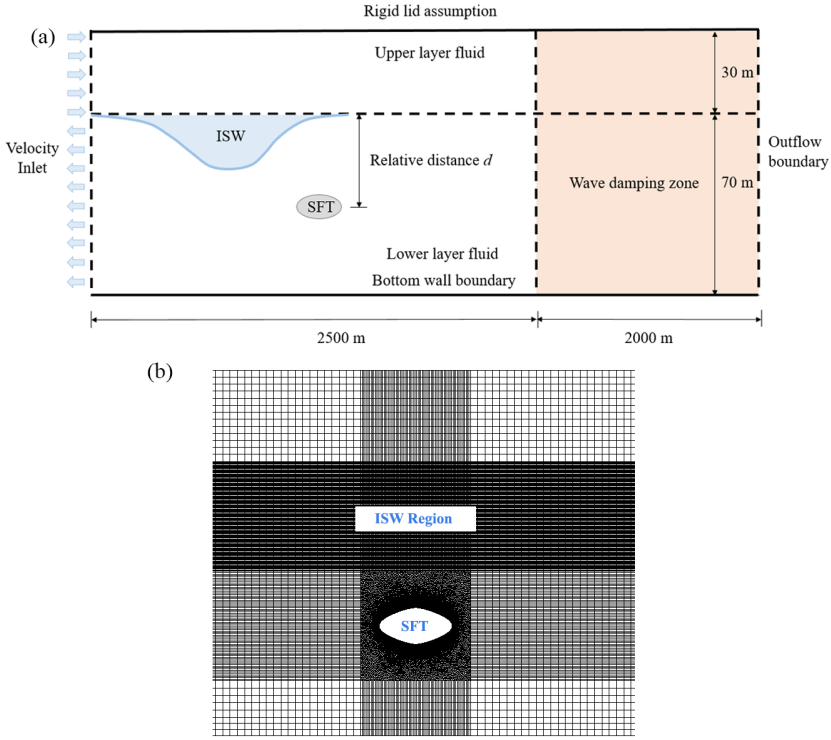 Rigid lid assumption
(a)
Upper layer fluid
30 m
ISW
Velocity
Inlet
Relative distance d
Outflow
boundary
SFT
Wave damping zone
70 m
Lower layer fluid
Bottom wall boundary
2500 m
2000 m
(b)
ISW Region
SFT